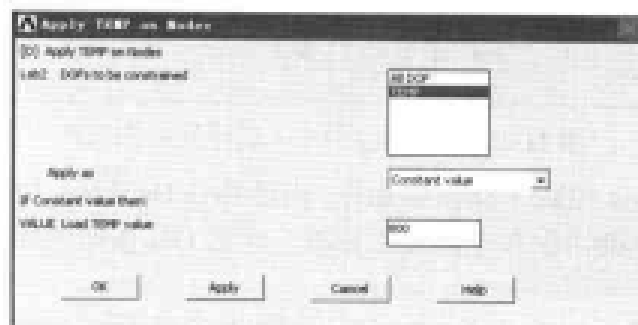 Apply TEMP on Nodes
[D] Apply TEMP on Nodes
Lab2 DOFs to be constrained
All DOF
TEMP
Apply as
Constant value
If Constant value then:
VALUE Load TEMP value
800
OK
Apply
Cancel
Help